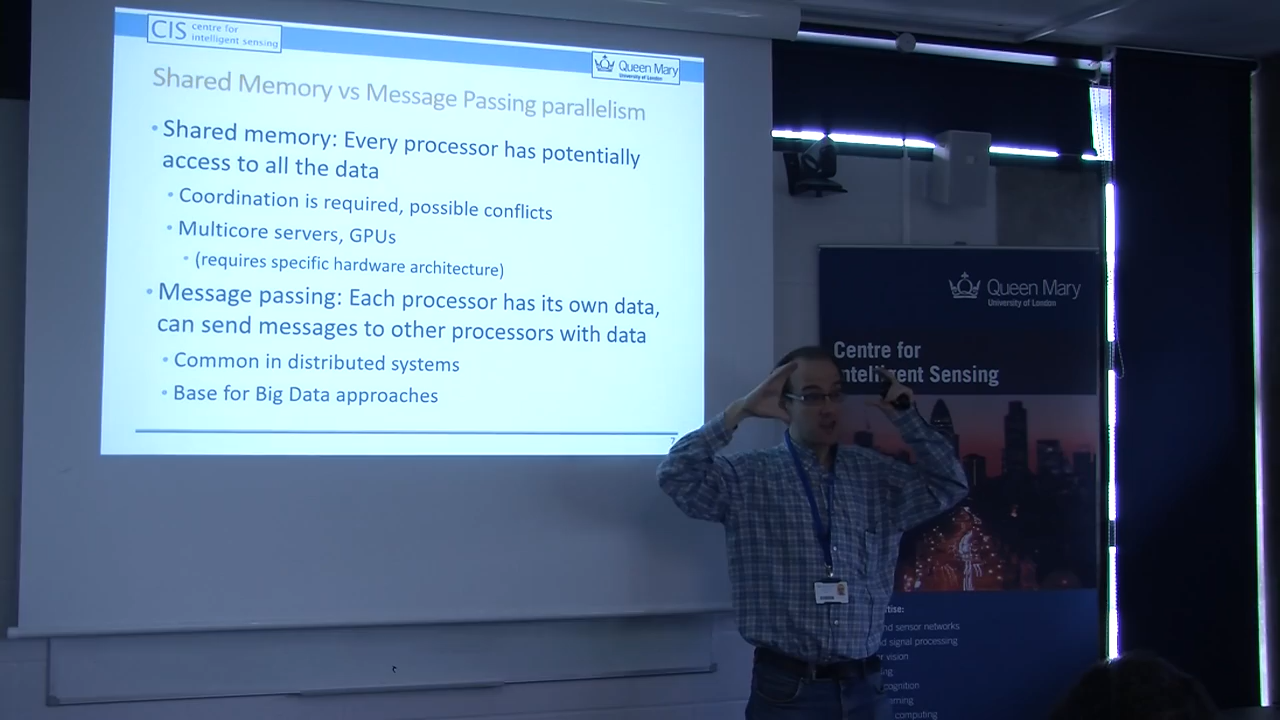 CIS centre for
intelligent sensing
Queen Mary
University of London
Shared Memory vs Message Passing parallelism
• Shared memory: Every processor has potentially
access to all the data
• Coordination is required, possible conflicts
• Multicore servers, GPUs
• (requires specific hardware architecture)
• Message passing: Each processor has its own data,
can send messages to other processors with data
• Common in distributed systems
• Base for Big Data approaches
7
Queen Mary
University of London
Centre for
Intelligent Sensing
nd sensor networks
d signal processing
r vision
computing